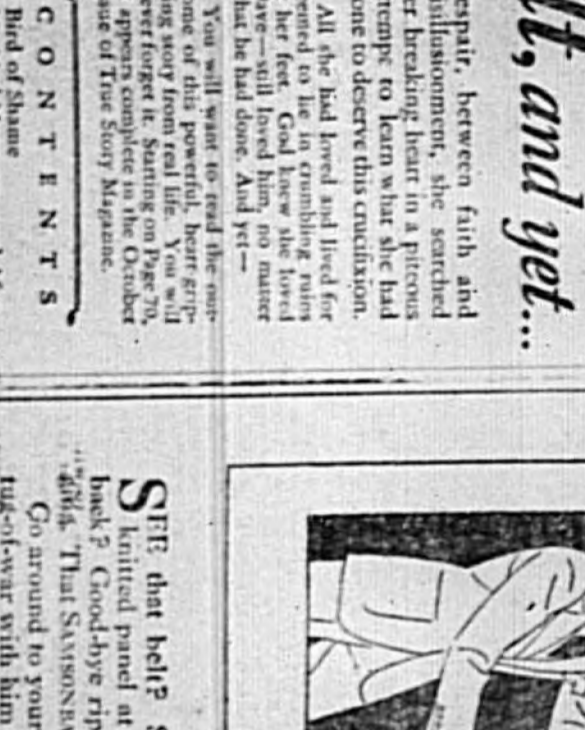 lt, and yet...
espair, between faith and
isillusionment, she searched
er breaking heart in a piteous
tempt to learn what she had
one to deserve this crucifixion.
All she had loved and lived for
emed to lie in crumbling ruins
her feet. God knew she loved
ave—still loved him, no matter
hat he had done. And yet—
You will want to read the out-
ome of this powerful, heart-grip-
ing story from real life. You will
ever forget it. Starting on Page 70,
appears complete in the October
sue of True Story Magazine.
CONTENTS
Bird of Shame
SEE that belt? S
knitted panel at
back? Good-bye rip
That SAMSONBA
Go around to your
tug-of-war with him